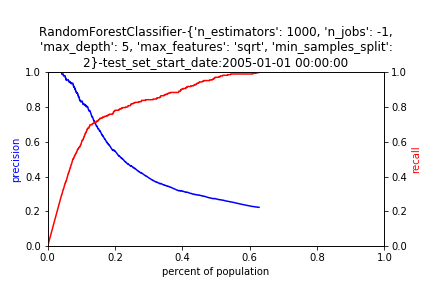 RandomForestClassifier-{'n_estimators': 1000, 'n_jobs': -1,
'max_depth': 5, 'max_features': 'sqrt', 'min_samples_split':
2}-test_set_start_date:2005-01-01 00:00:00
1.0
0.8
0.6
0.4
0.2
0.0
precision
1.0
0.8
0.6
0.4
0.2
0.0
recall
0.0 0.2 0.4 0.6 0.8 1.0
percent of population